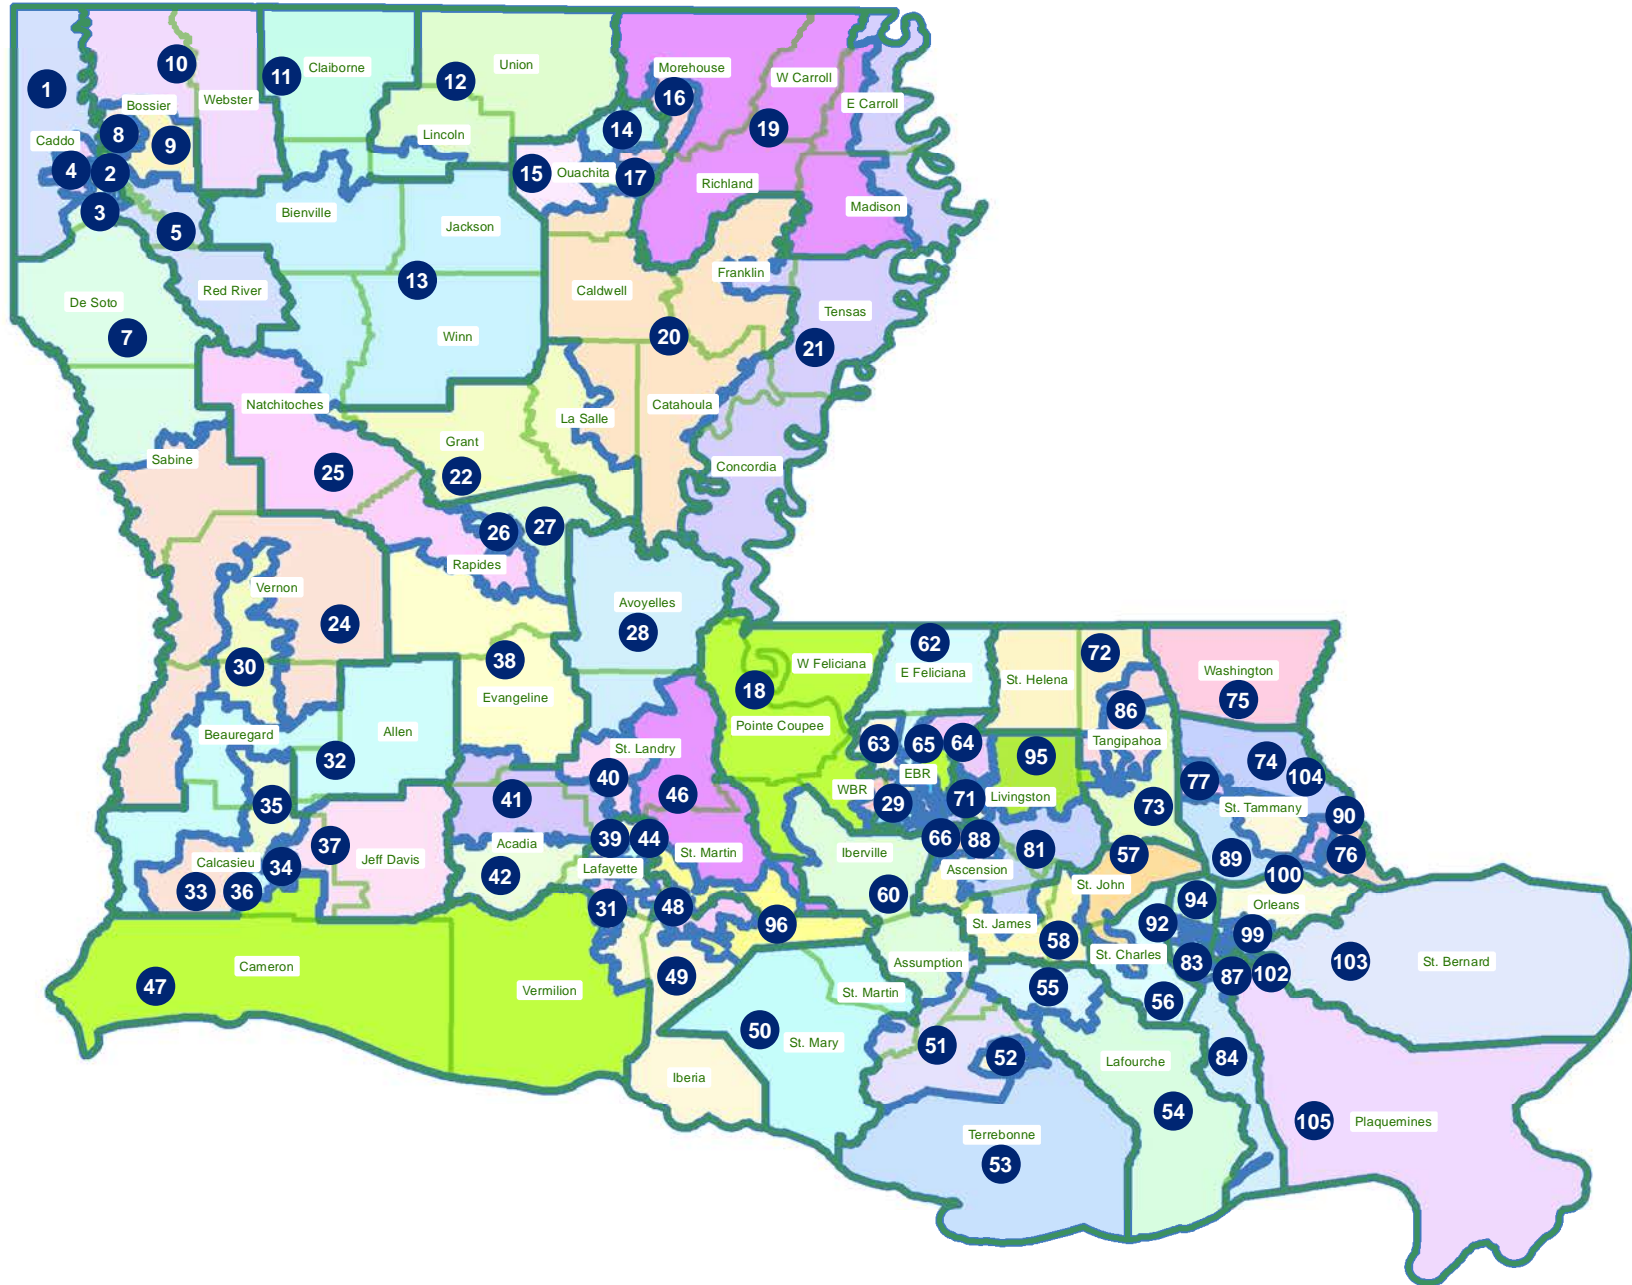 10
Union
Morehouse
11
Claiborne
12
W Carroll
1
Webster
16
Bossier
E Carroll
8
14
19
Caddo
9
Lincoln
4
2
15
Ouachita
17
Richland
3
Bienville
Madison
5
Jackson
Franklin
13
Red River
Caldwell
De Soto
Tensas
7
Winn
20
21
Natchitoches
La Salle
Catahoula
Grant
Sabine
25
22
Concordia
26
27
Rapides
Vernon
Avoyelles
24
28
62
72
30
38
W Feliciana
E Feliciana
St. Helena
Washington
Evangeline
18
75
86
Beauregard
Allen
Pointe Coupee
Tangipahoa
St. Landry
63
65
64
95
32
EBR
74
40
77
104
41
46
WBR
71
Livingston
35
29
73
St. Tammany
90
39
44
66
88
37
Acadia
Iberville
81
57
76
Calcasieu
34
Jeff Davis
Lafayette
St. Martin
Ascension
89
42
St. John
100
33
36
60
94
31
48
Orleans
96
St. James
92
99
58
St. Charles
Cameron
49
Assumption
83
103
St. Bernard
87
102
47
Vermilion
St. Martin
55
56
50
St. Mary
51
52
84
Lafourche
Iberia
54
105
Plaquemines
Terrebonne
53